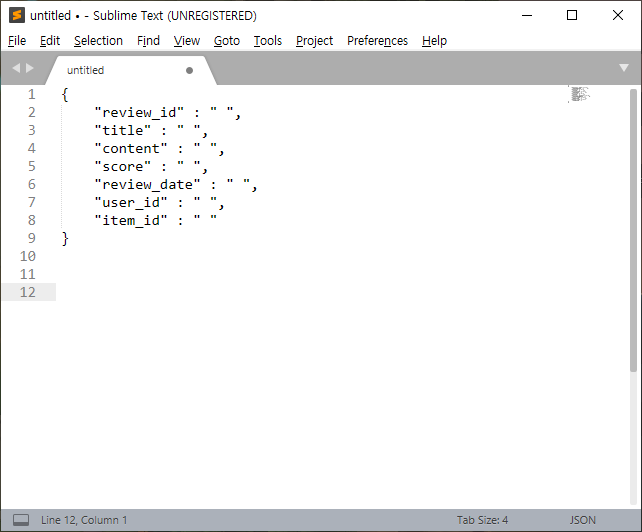 untitled • - Sublime Text (UNREGISTERED)
File Edit Selection Find View Goto Tools Project Preferences Help
untitled
1 {
2 "review_id" : " ",
3 "title" : " ",
4 "content" : " ",
5 "score" : " ",
6 "review_date" : " ",
7 "user_id" : " ",
8 "item_id" : " "
9 }
10
11
12
Line 12, Column 1 Tab Size: 4 JSON